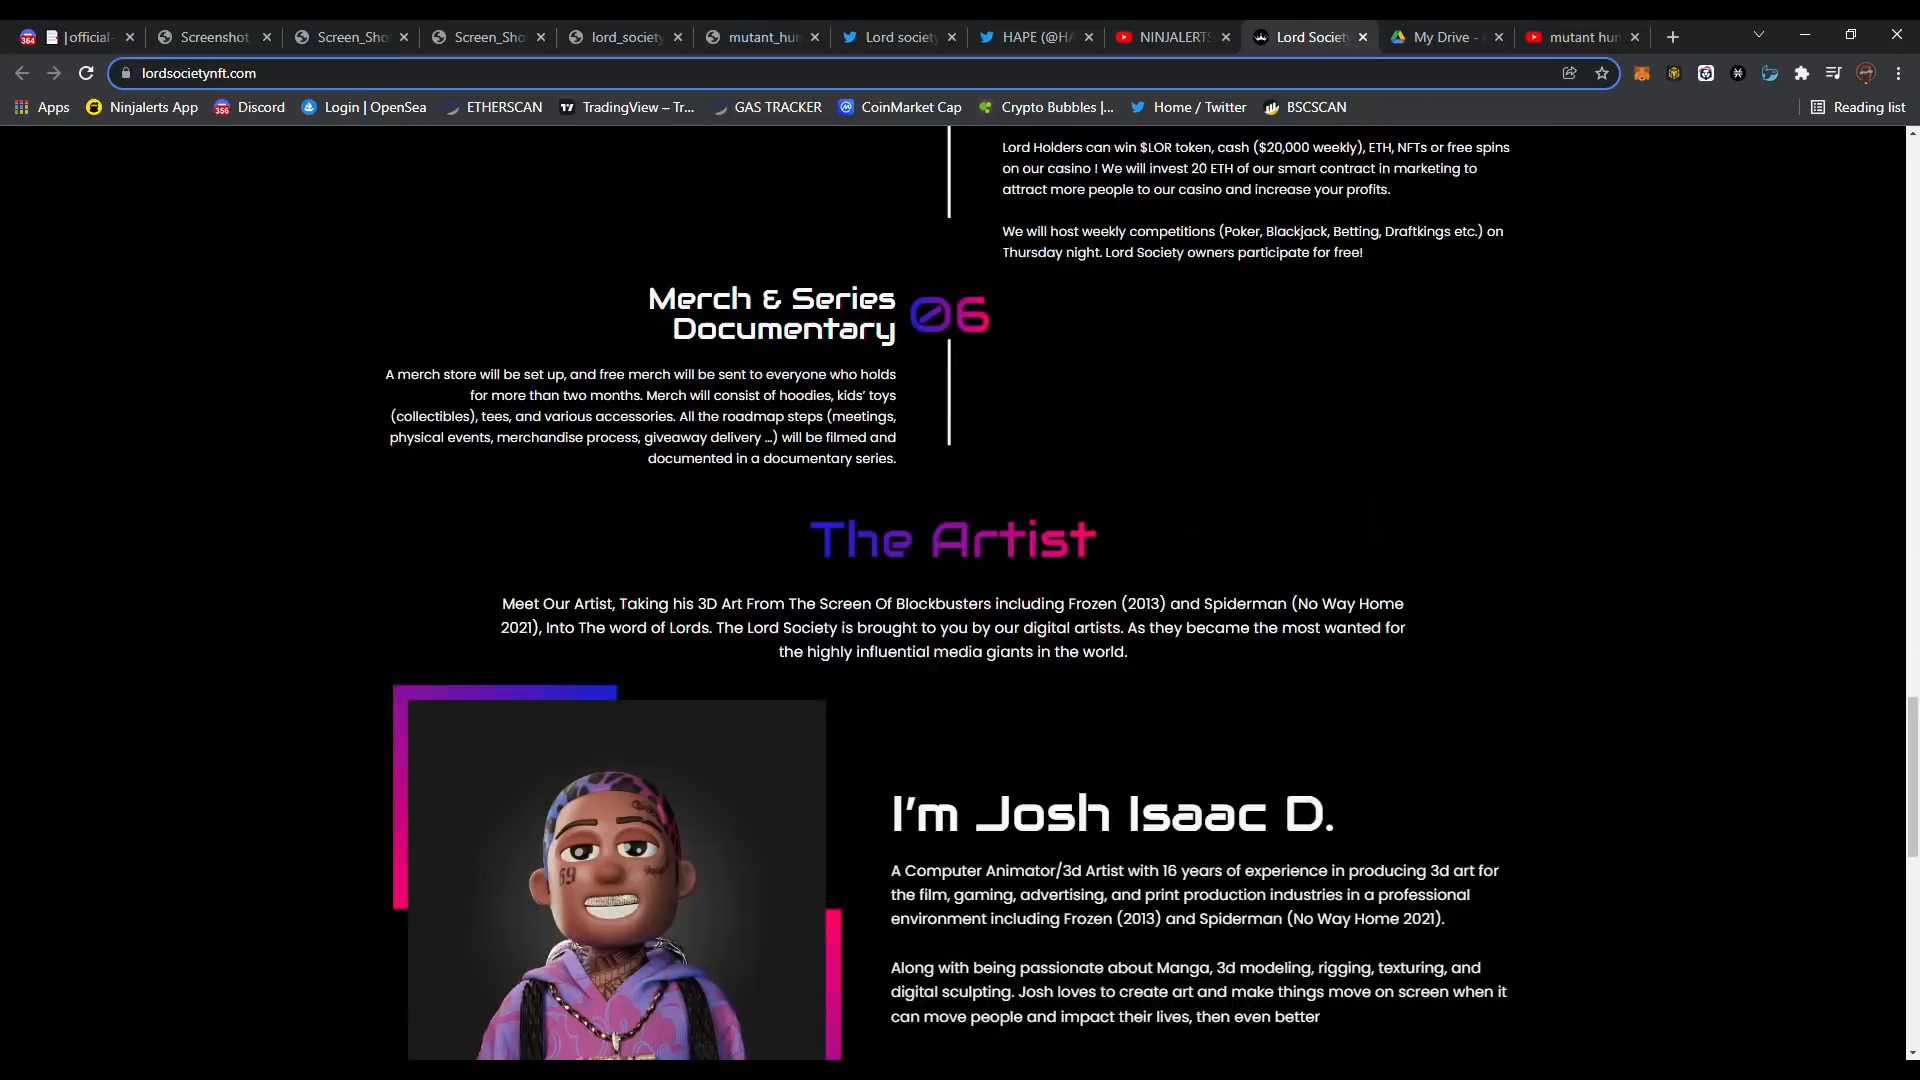 364 |official-
Screenshot_
Screen_Sho
Screen_Sho
lord_society
mutant_hu
Lord society
HAPE (@HA
NINJALERTS
Lord Societ
My Drive -
mutant hu
lordsocietynft.com
Apps
Ninjalerts App
356 Discord
Login | OpenSea
ETHERSCAN
TradingView – Tr...
GAS TRACKER
CoinMarket Cap
Crypto Bubbles |...
Home / Twitter
BSCSCAN
Reading list
Lord Holders can win $LOR token, cash ($20,000 weekly), ETH, NFTs or free spins
on our casino ! We will invest 20 ETH of our smart contract in marketing to
attract more people to our casino and increase your profits.
We will host weekly competitions (Poker, Blackjack, Betting, Draftkings etc.) on
Thursday night. Lord Society owners participate for free!
Merch & Series
Documentary
06
A merch store will be set up, and free merch will be sent to everyone who holds
for more than two months. Merch will consist of hoodies, kids’ toys
(collectibles), tees, and various accessories. All the roadmap steps (meetings,
physical events, merchandise process, giveaway delivery …) will be filmed and
documented in a documentary series.
The Artist
Meet Our Artist, Taking his 3D Art From The Screen Of Blockbusters including Frozen (2013) and Spiderman (No Way Home
2021), Into The word of Lords. The Lord Society is brought to you by our digital artists. As they became the most wanted for
the highly influential media giants in the world.
69
I’m Josh Isaac D.
A Computer Animator/3d Artist with 16 years of experience in producing 3d art for
the film, gaming, advertising, and print production industries in a professional
environment including Frozen (2013) and Spiderman (No Way Home 2021).
Along with being passionate about Manga, 3d modeling, rigging, texturing, and
digital sculpting. Josh loves to create art and make things move on screen when it
can move people and impact their lives, then even better